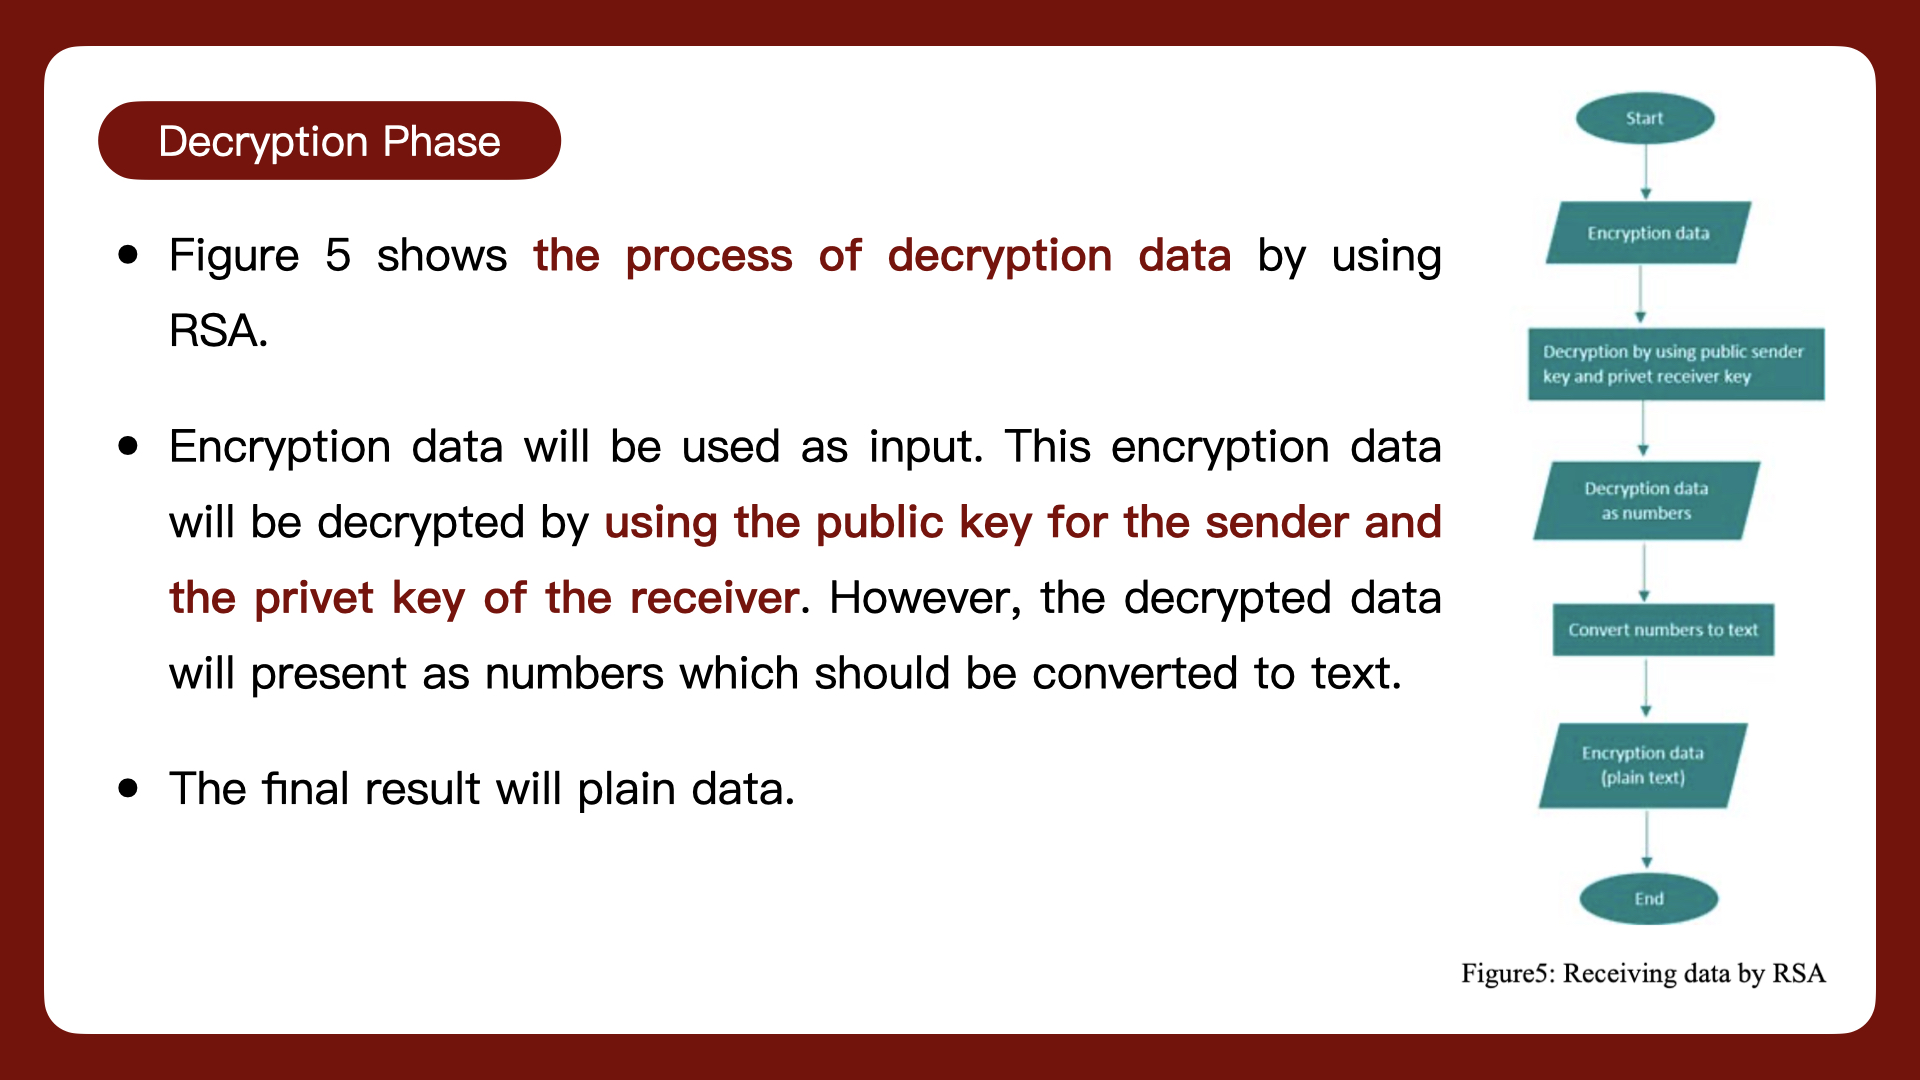 Decryption Phase
• Figure 5 shows the process of decryption data by using
RSA.
• Encryption data will be used as input. This encryption data
will be decrypted by using the public key for the sender and
the privet key of the receiver. However, the decrypted data
will present as numbers which should be converted to text.
• The final result will plain data.
Start
Encryption data
Decryption by using public sender
key and privet receiver key
Decryption data
as numbers
Convert numbers to text
Encryption data
(plain text)
End
Figure5: Receiving data by RSA